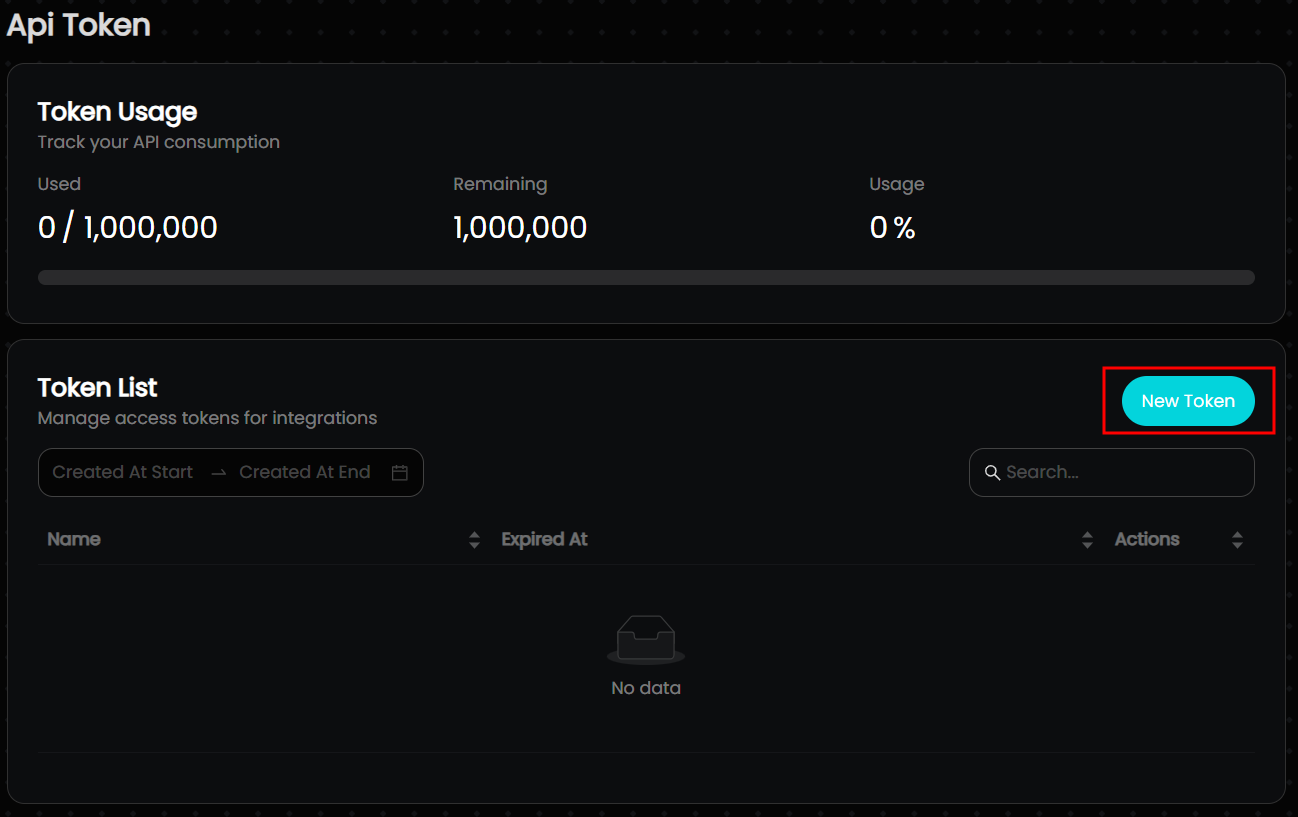 Api Token
Token Usage
Track your API consumption
Used
Remaining
Usage
0 / 1,000,000
1,000,000
0 %
Token List
Manage access tokens for integrations
New Token
Created At Start → Created At End
Search...
Name
Expired At
Actions
No data